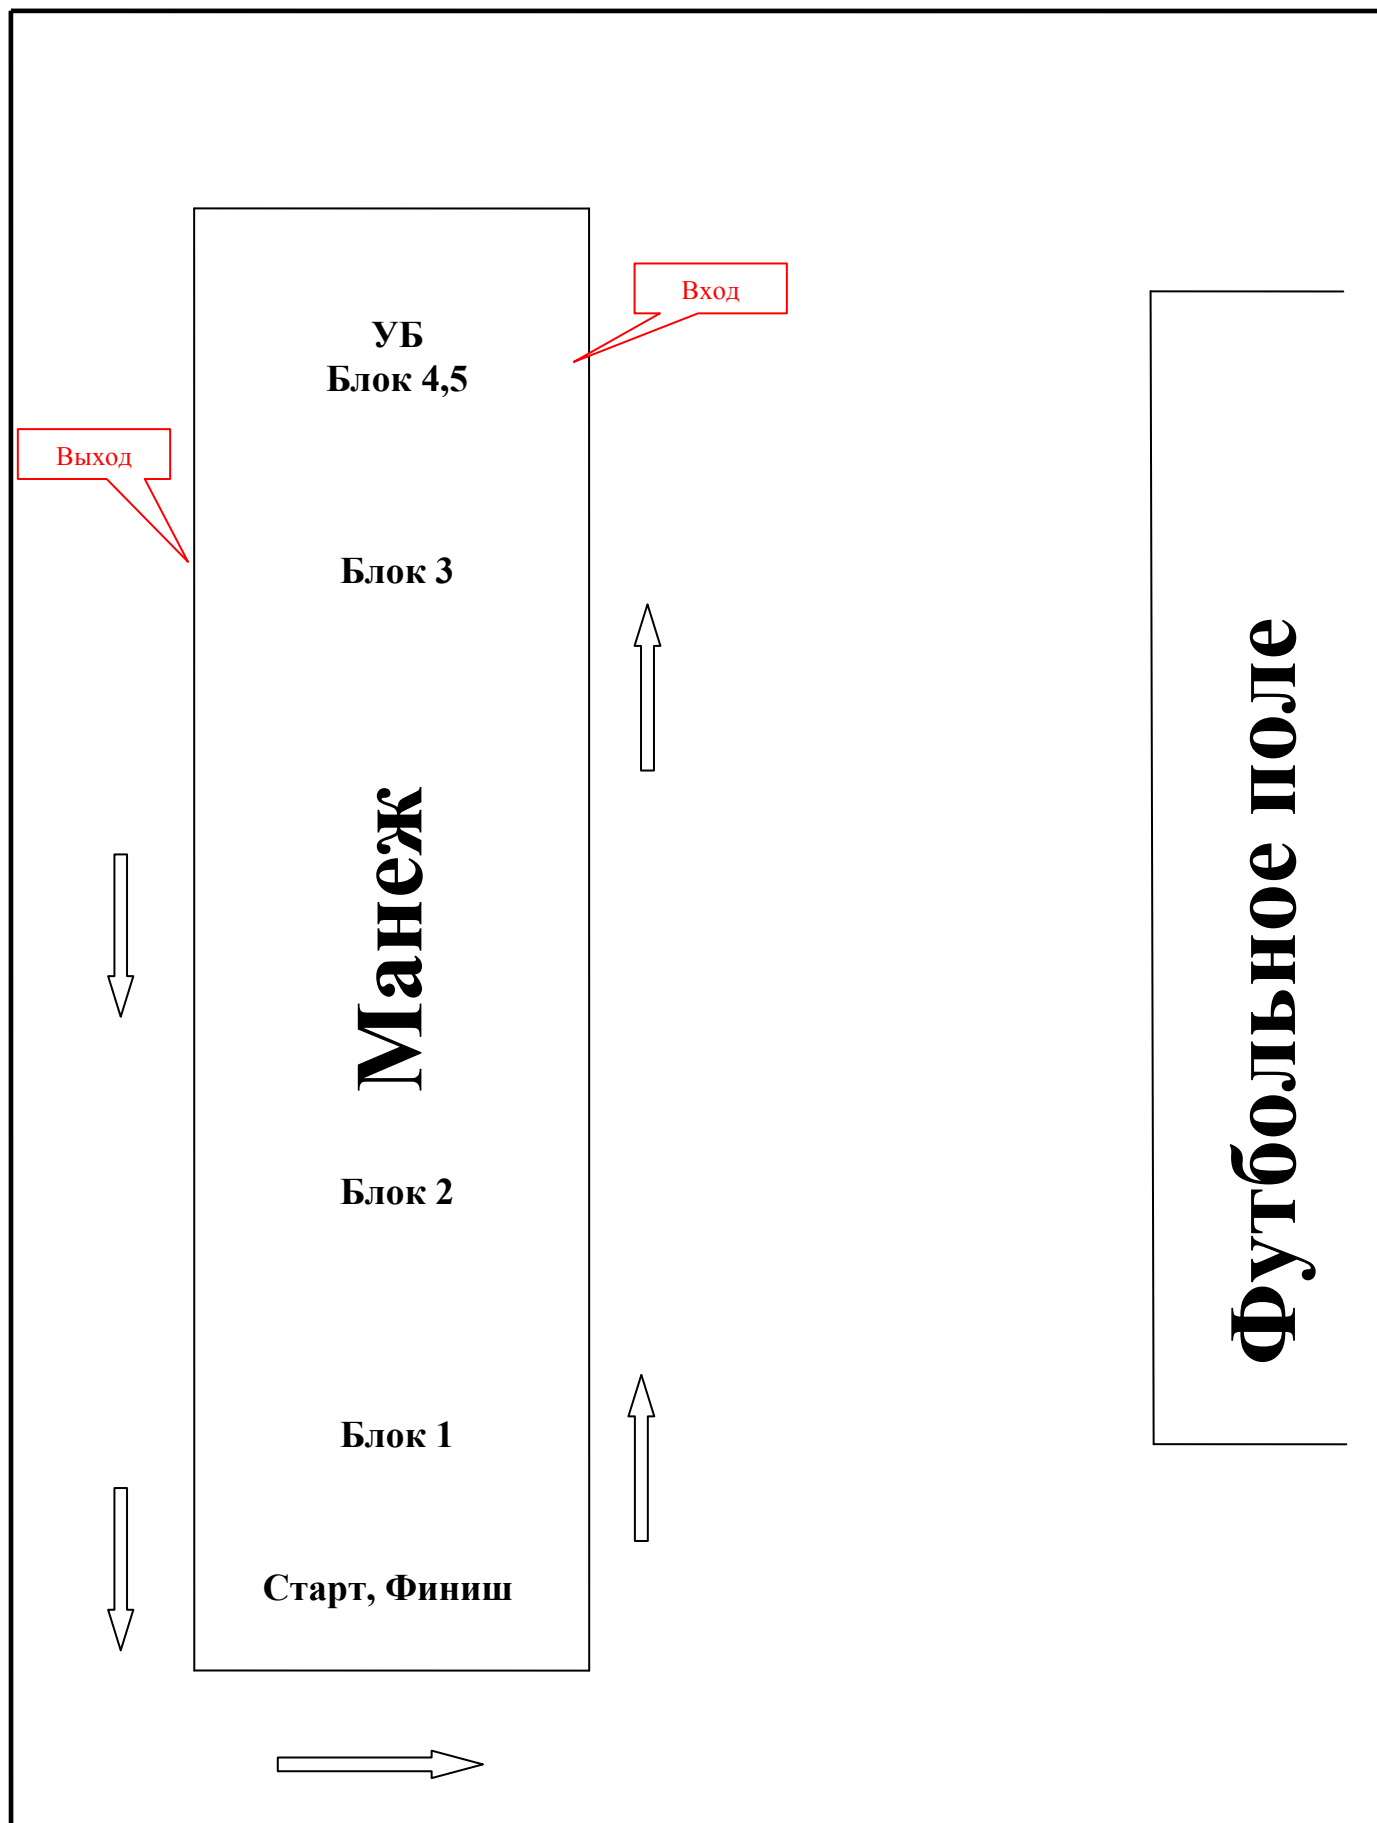 Вход
УБ
Блок 4,5
Выход
Блок 3
Манеж
Футбольное поле
Блок 2
Блок 1
Старт, Финиш